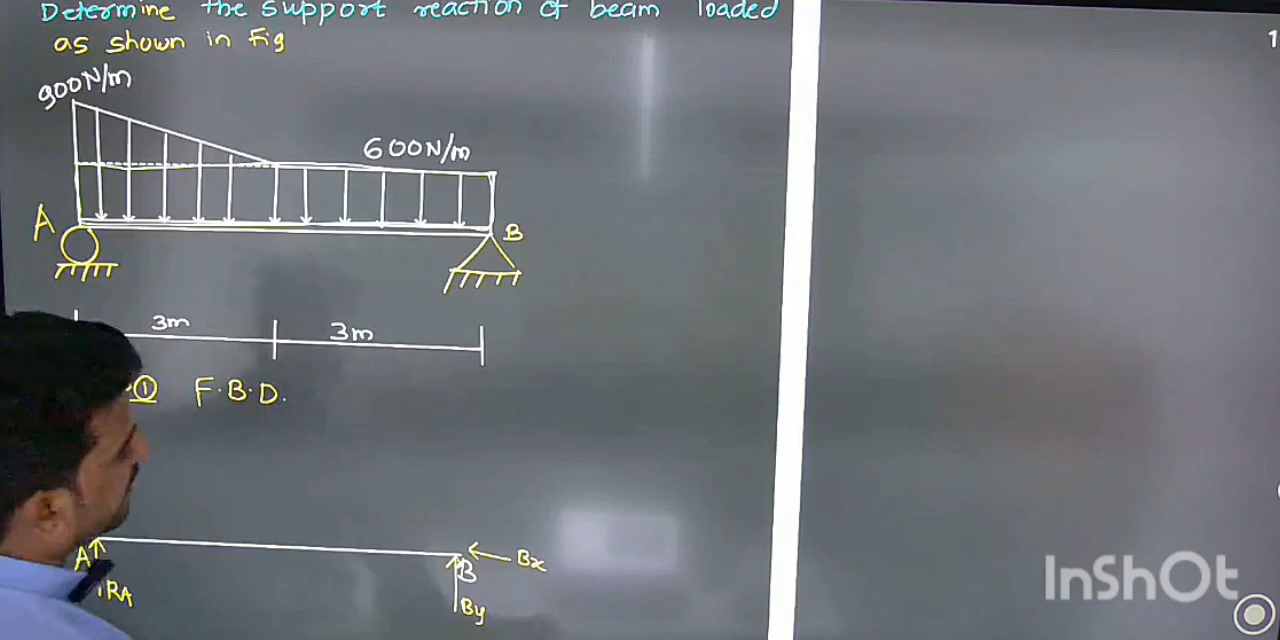 Determine the support reaction of beam loaded
as shown in Fig
900N/m
600N/m
A
B
3m
3m
① F.B.D.
A
B
Bx
RA
By
1
InShOt